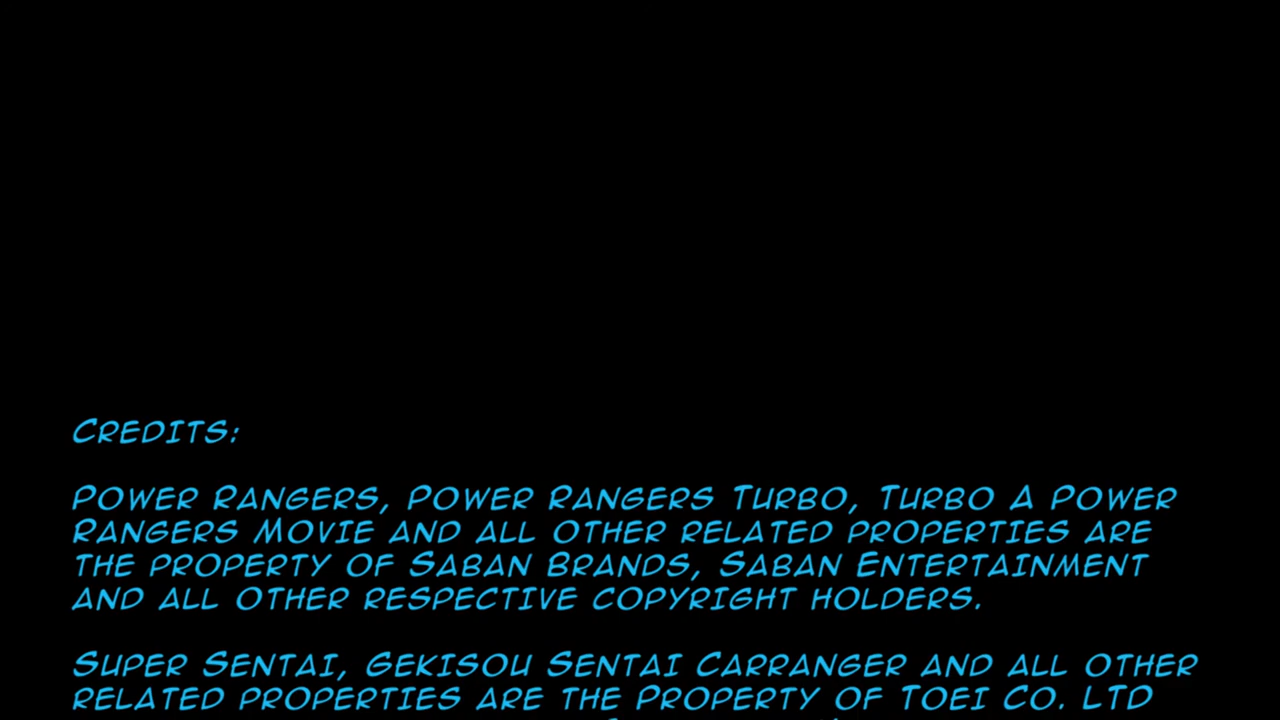 Credits:
Power Rangers, Power Rangers Turbo, Turbo A Power
Rangers Movie and all other related properties are
the property of Saban Brands, Saban Entertainment
and all other respective copyright holders.
Super Sentai, Gekisou Sentai Carranger and all other
related properties are the Property of Toei Co. LTD